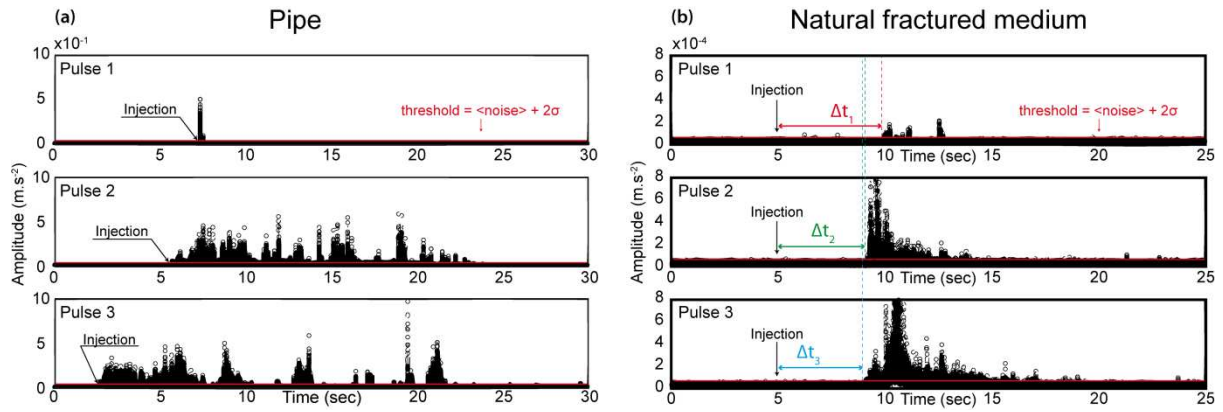 (a) Pipe
x10⁻¹
10
Pulse 1
Injection
threshold = <noise> + 2σ
5
0
0 5 10 15 20 25 30
Amplitude (m.s⁻²)
10
Pulse 2
Injection
5
0
0 5 10 15 20 25 30
10
Pulse 3
Injection
5
0
0 5 10 15 20 25 30
Time (sec)
(b) Natural fractured medium
x10⁻⁴
8
Pulse 1
6
Injection
4
Δt₁
threshold = <noise> + 2σ
2
0
0 5 10 Time (sec) 15 20 25
Amplitude (m.s⁻²)
8
Pulse 2
6
Injection
4
Δt₂
2
0
0 5 10 Time (sec) 15 20 25
8
Pulse 3
6
Injection
4
Δt₃
2
0
0 5 10 Time (sec) 15 20 25